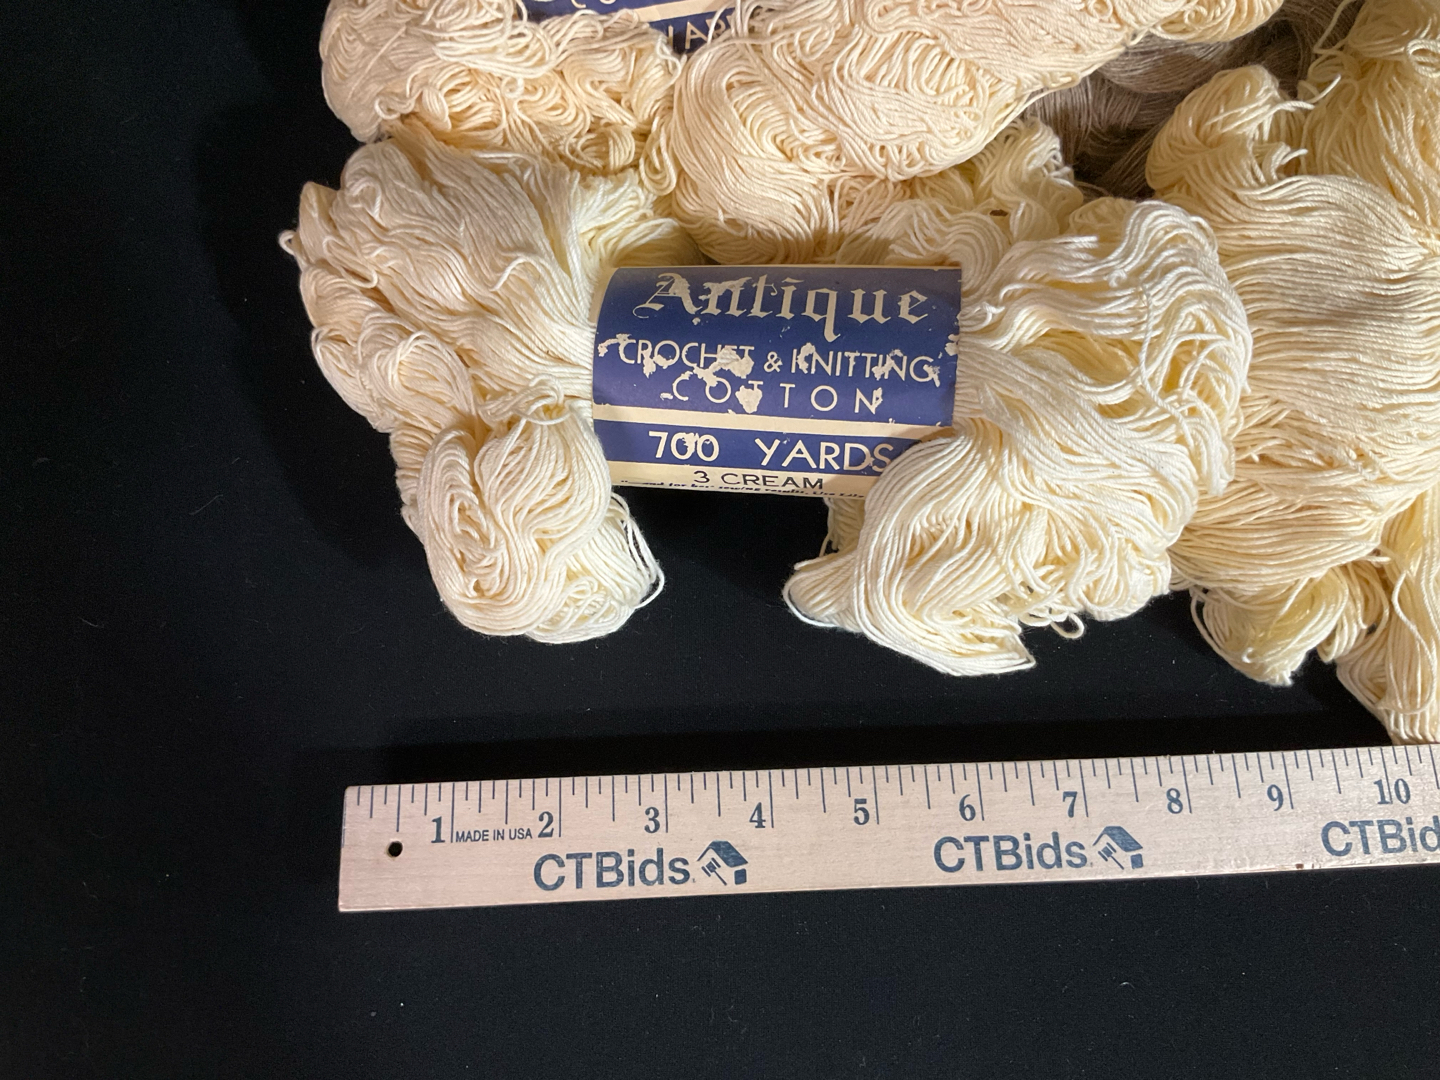 Antique
CROCHET & KNITTING
COTTON
700 YARDS
3 CREAM
1 2 3 4 5 6 7 8 9 10
MADE IN USA
CTBids. CTBids. CTBid